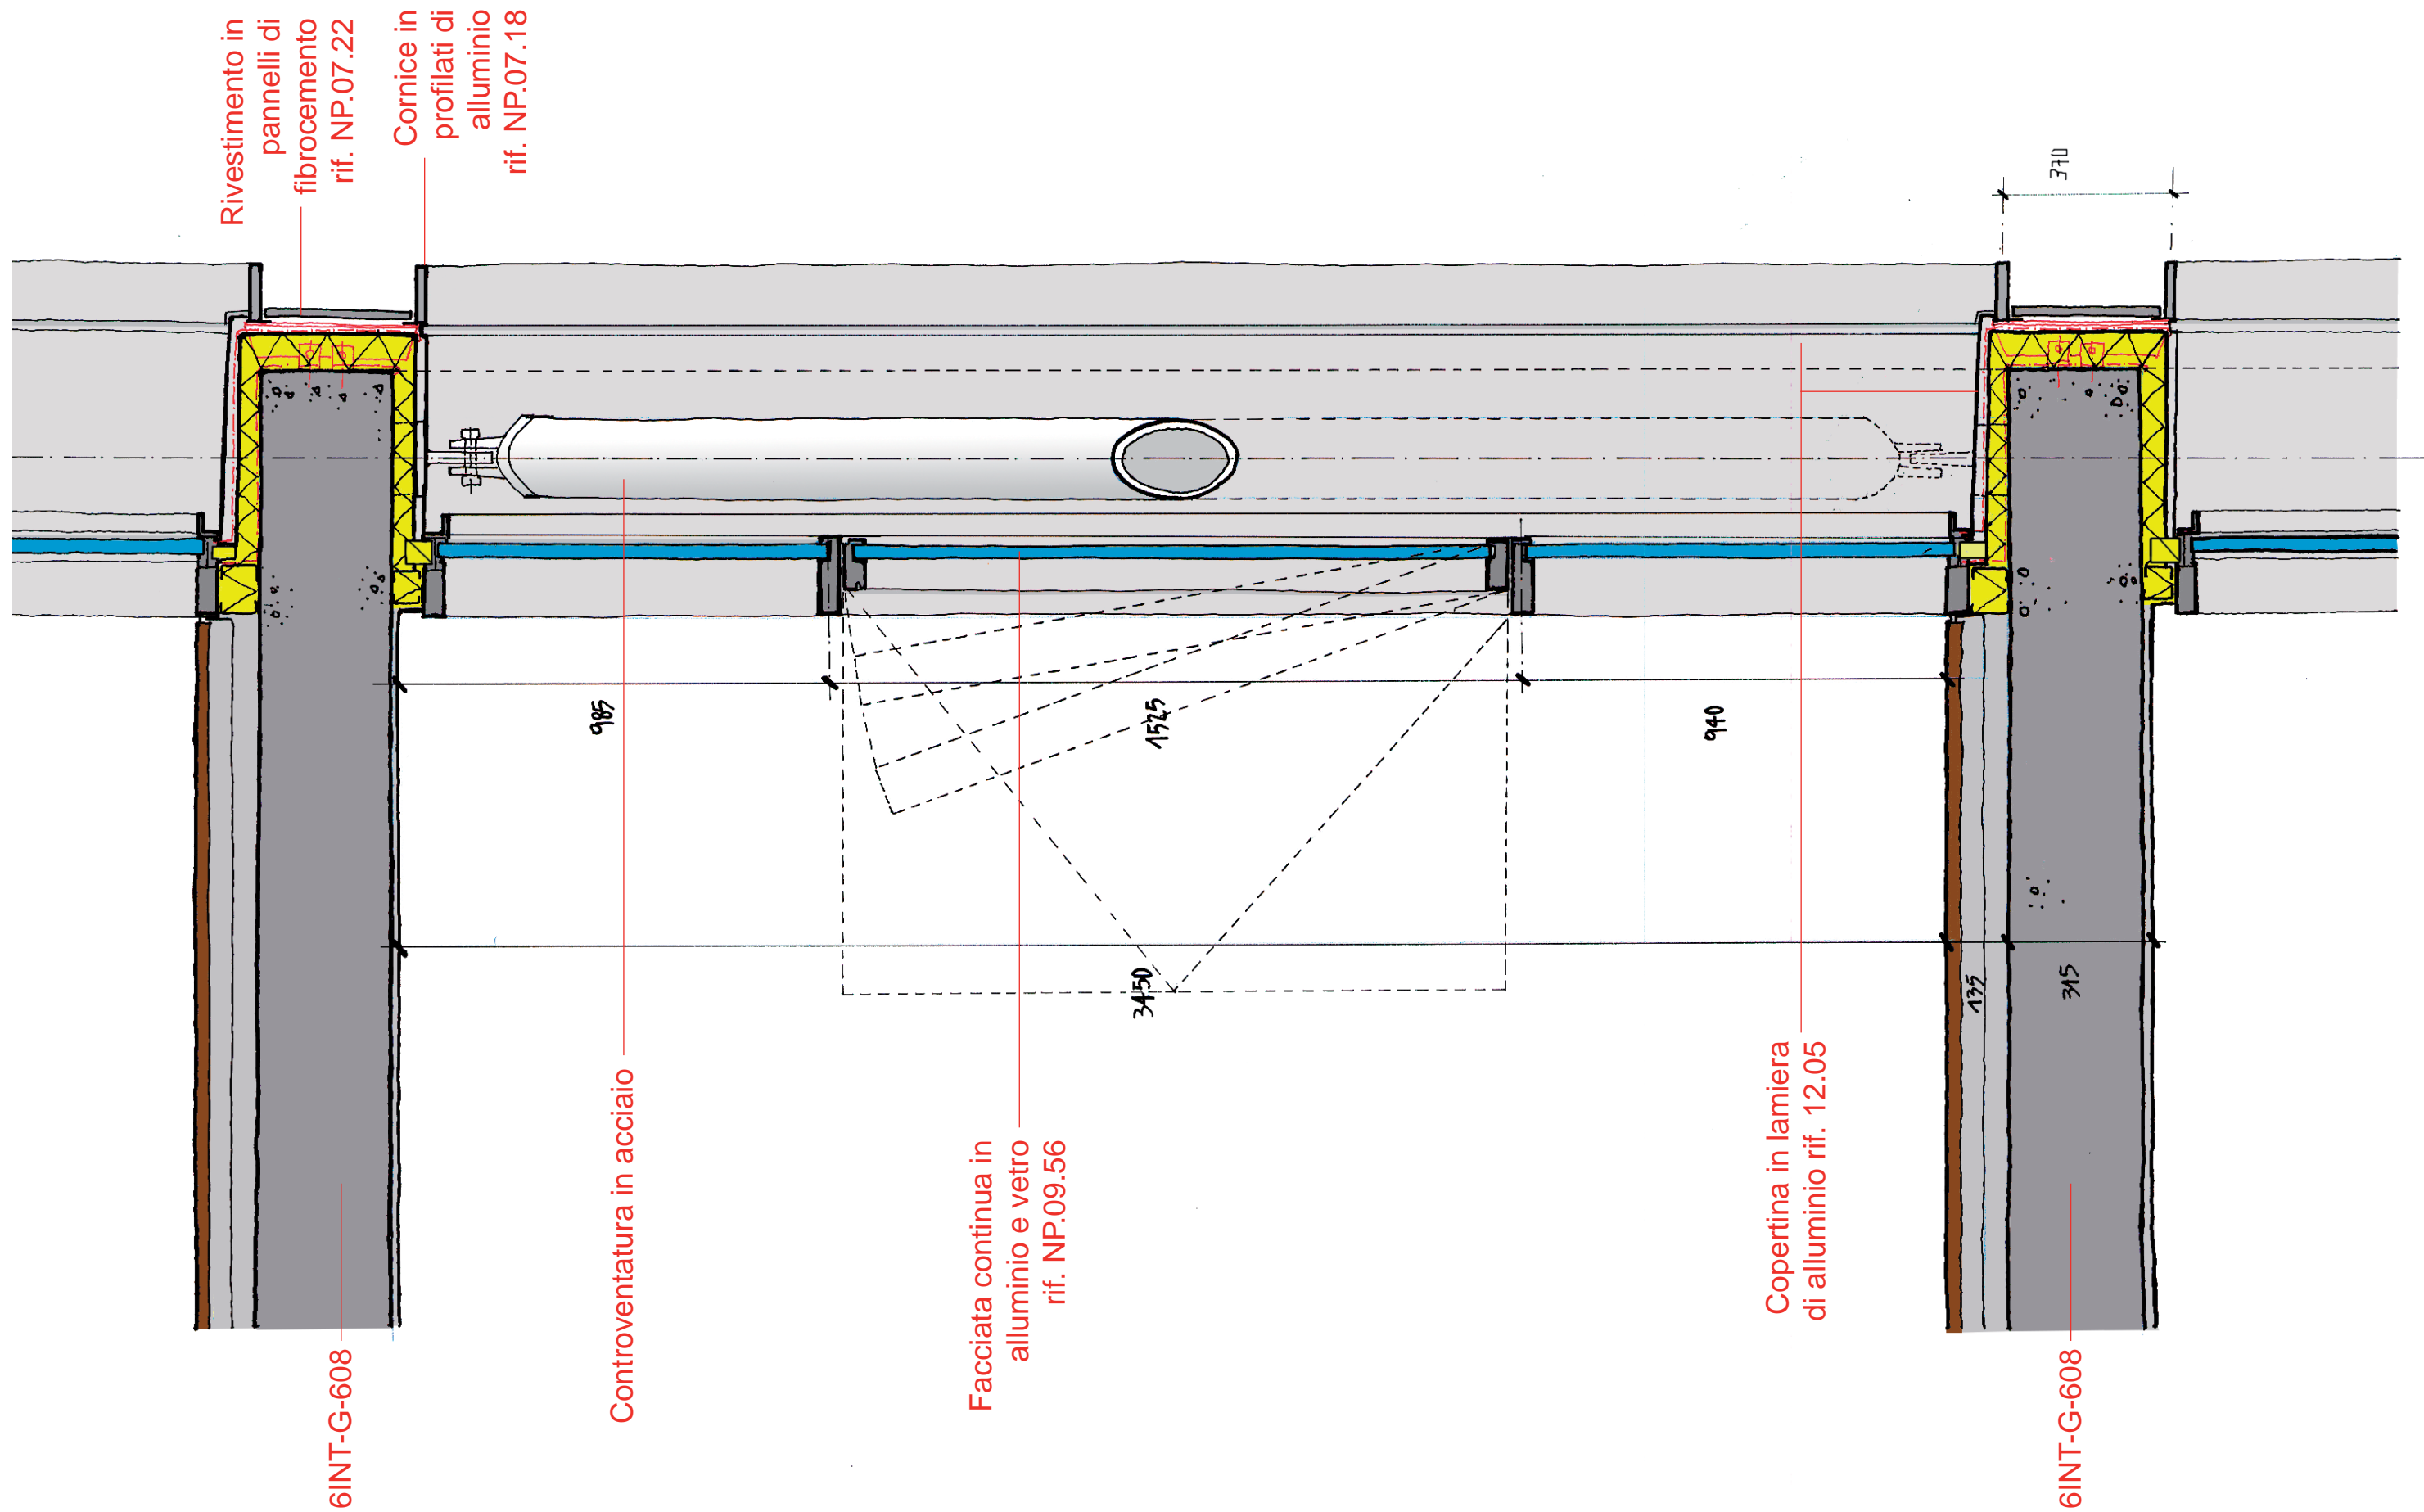 Rivestimento in
pannelli di
fibrocemento
rif. NP.07.22
Cornice in
profilati di
alluminio
rif. NP.07.18
370
985
1525
940
3450
135
315
Controventatura in acciaio
Facciata continua in
alluminio e vetro
rif. NP.09.56
Copertina in lamiera
di alluminio rif. 12.05
6INT-G-608
6INT-G-608